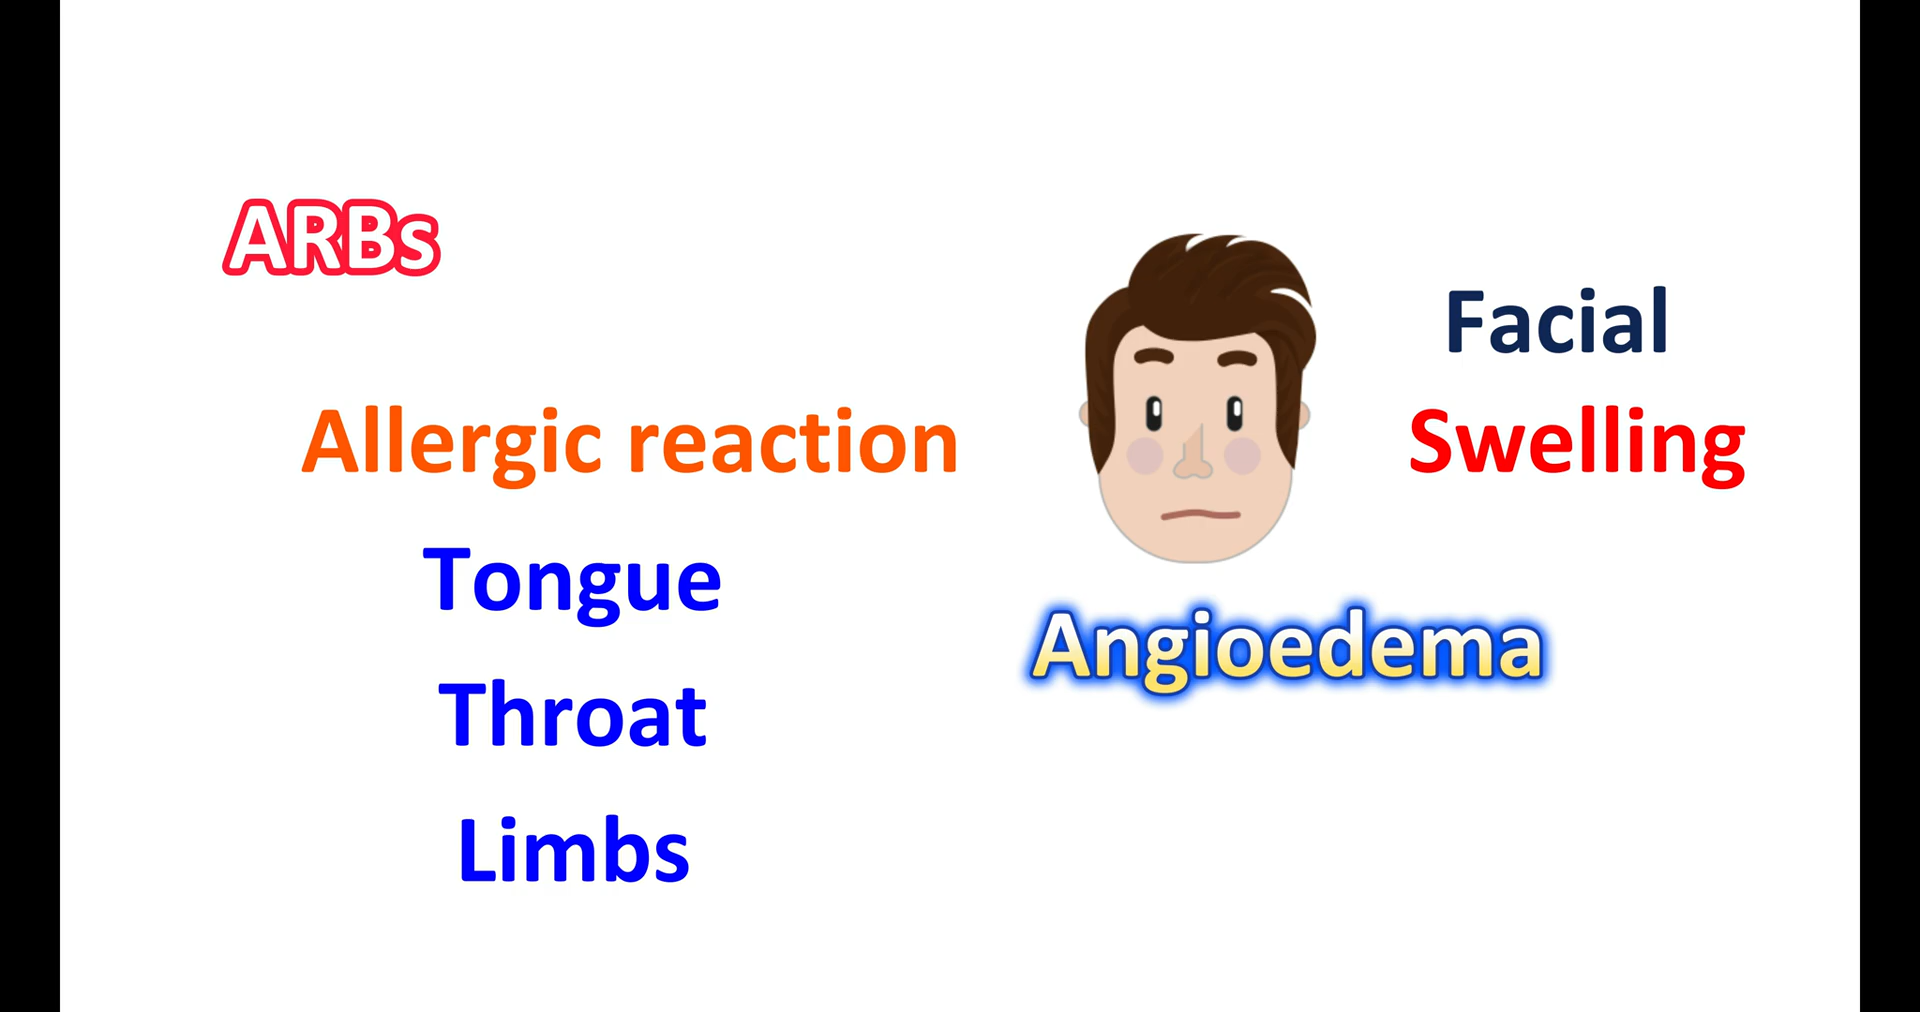 ARBs
Allergic reaction
Tongue
Throat
Limbs
Facial
Swelling
Angioedema